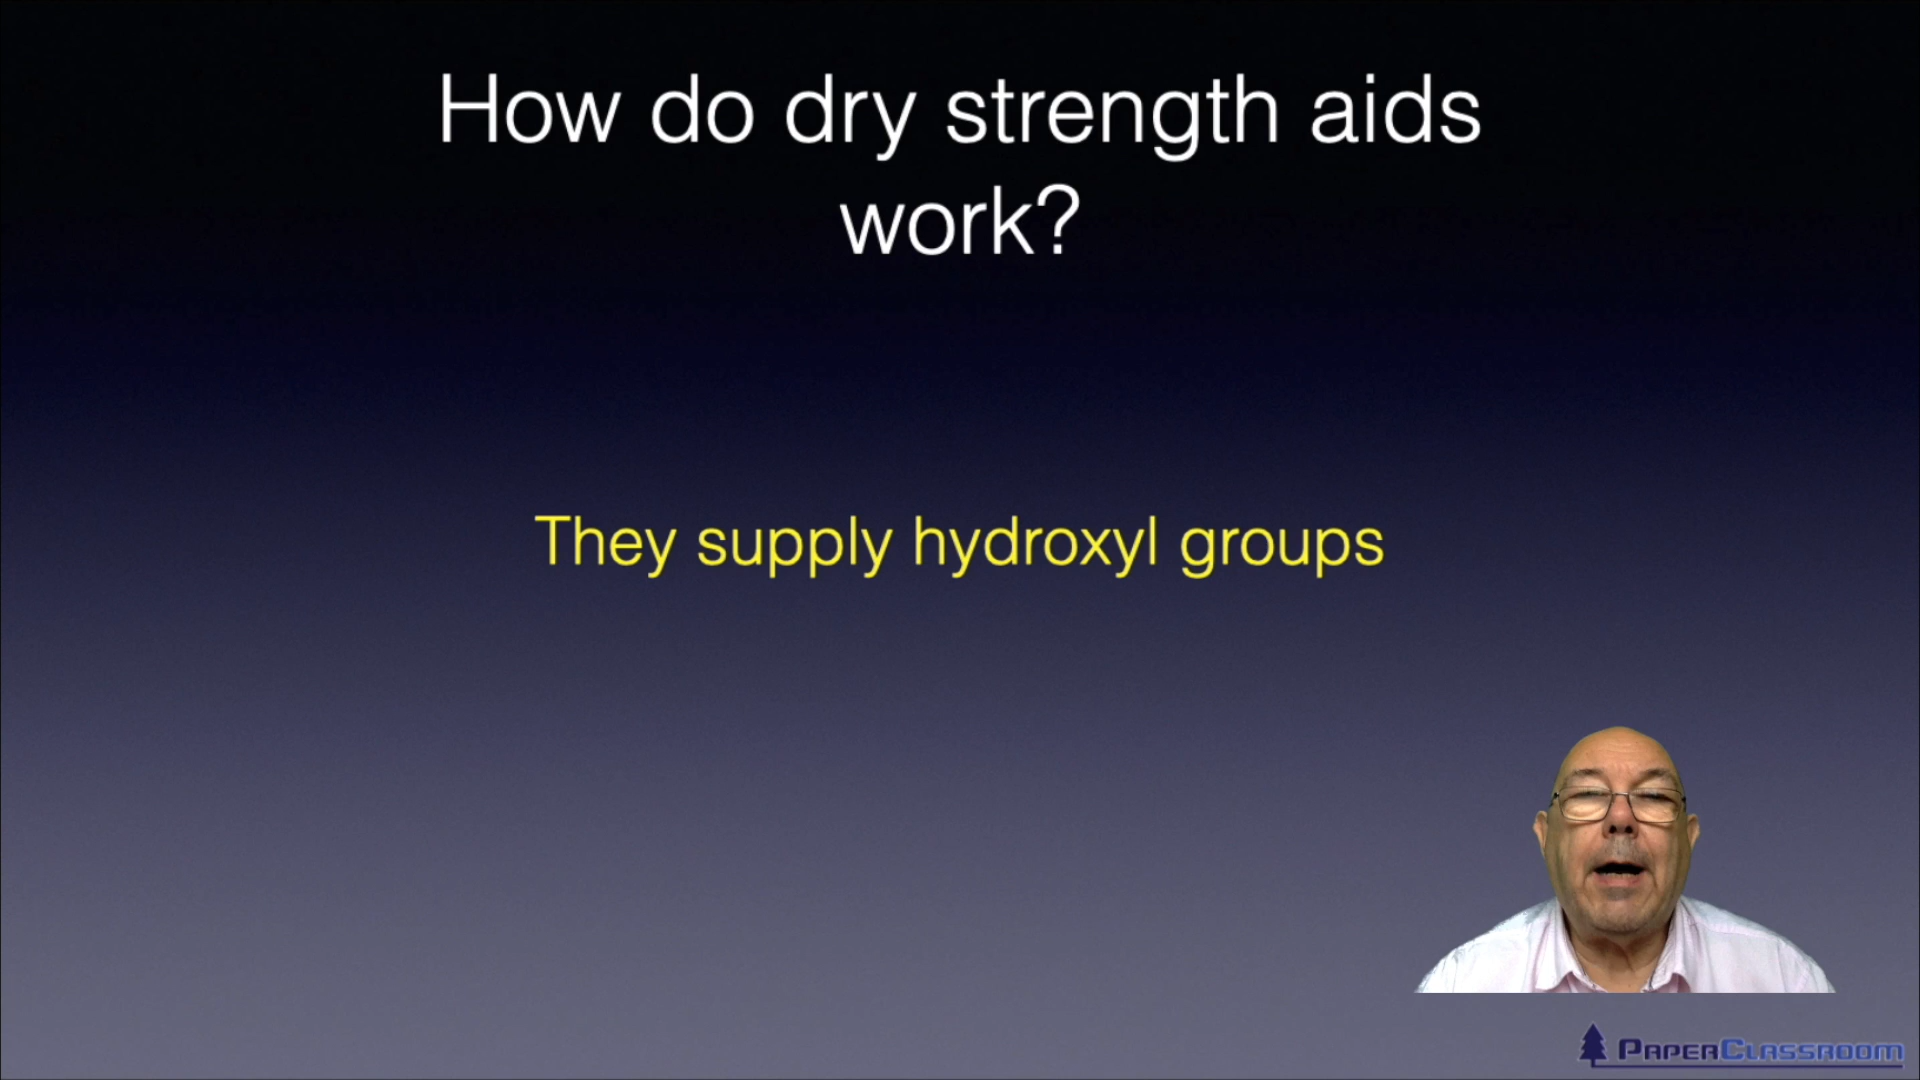 How do dry strength aids
work?
They supply hydroxyl groups
PAPERCLASSROOM